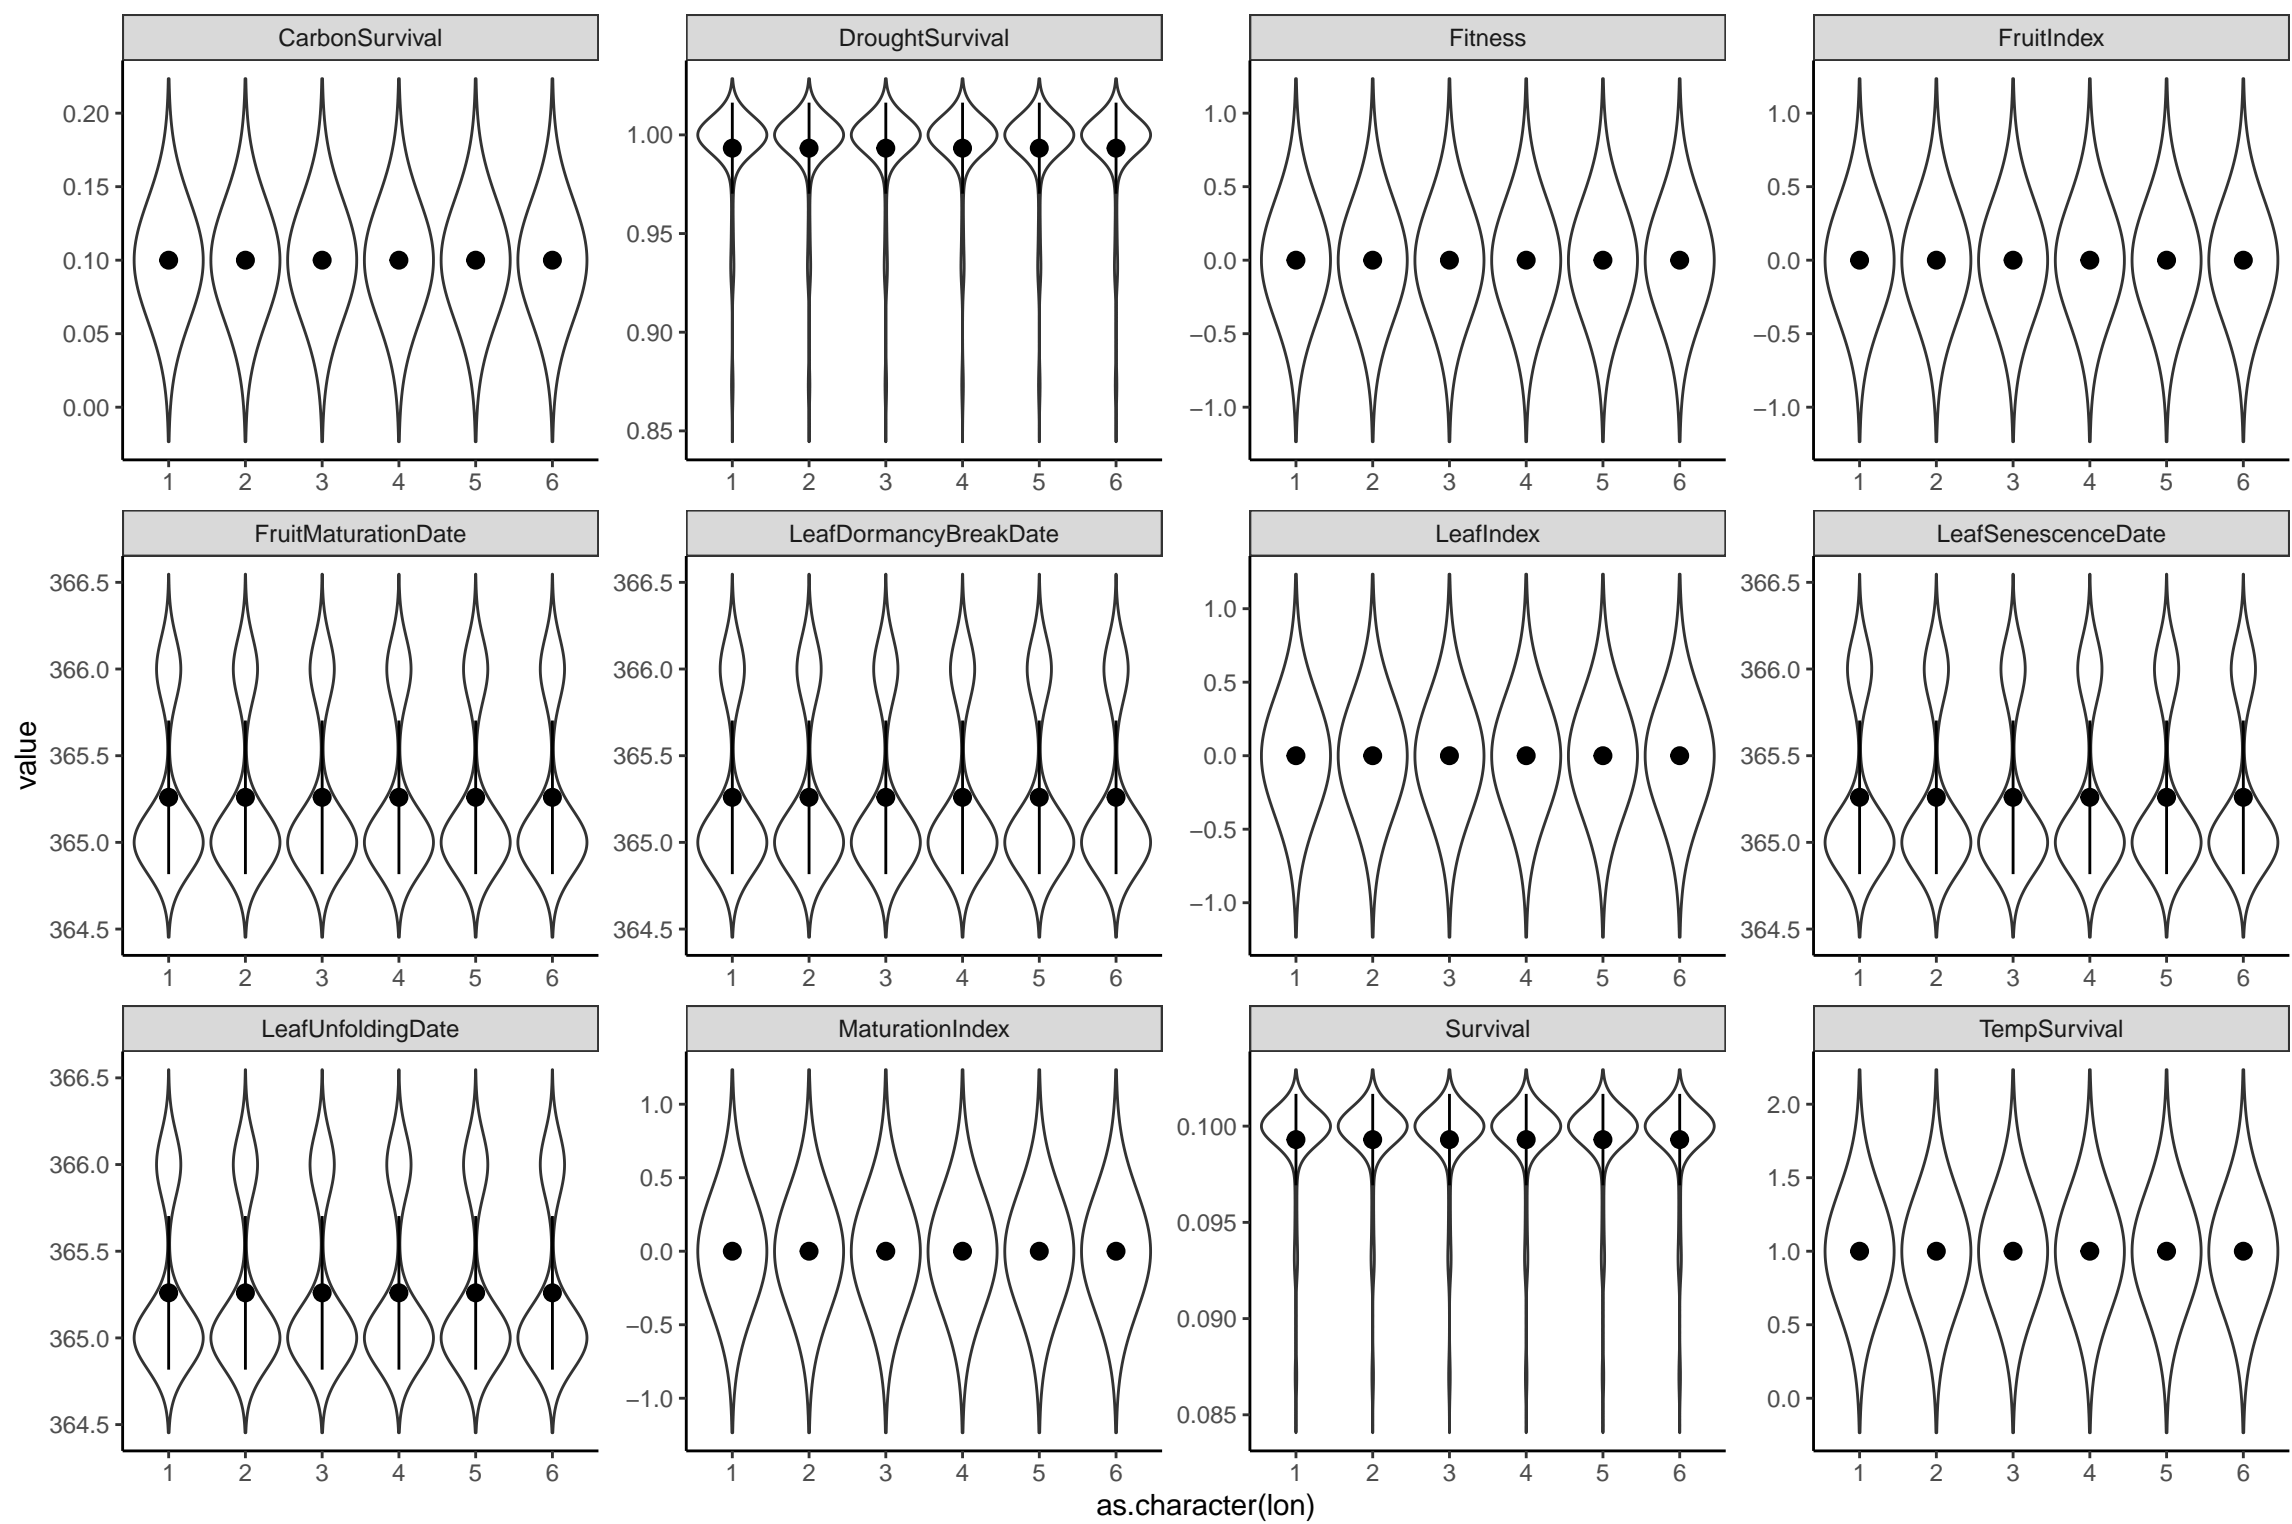 CarbonSurvival DroughtSurvival Fitness FruitIndex
0.20 1.00 1.0 1.0
0.15 0.95 0.5 0.5
0.10 0.90 0.0 0.0
0.05 0.85 −0.5 −0.5
0.00 −1.0 −1.0
1 2 3 4 5 6 1 2 3 4 5 6 1 2 3 4 5 6 1 2 3 4 5 6
FruitMaturationDate LeafDormancyBreakDate LeafIndex LeafSenescenceDate
366.5 366.5 1.0 366.5
366.0 366.0 0.5 366.0
365.5 365.5 0.0 365.5
365.0 365.0 −0.5 365.0
364.5 364.5 −1.0 364.5
value
1 2 3 4 5 6 1 2 3 4 5 6 1 2 3 4 5 6 1 2 3 4 5 6
LeafUnfoldingDate MaturationIndex Survival TempSurvival
366.5 1.0 0.100 2.0
366.0 0.5 0.095 1.5
365.5 0.0 0.090 1.0
365.0 −0.5 0.085 0.5
364.5 −1.0 0.0
1 2 3 4 5 6 1 2 3 4 5 6 1 2 3 4 5 6 1 2 3 4 5 6
as.character(lon)